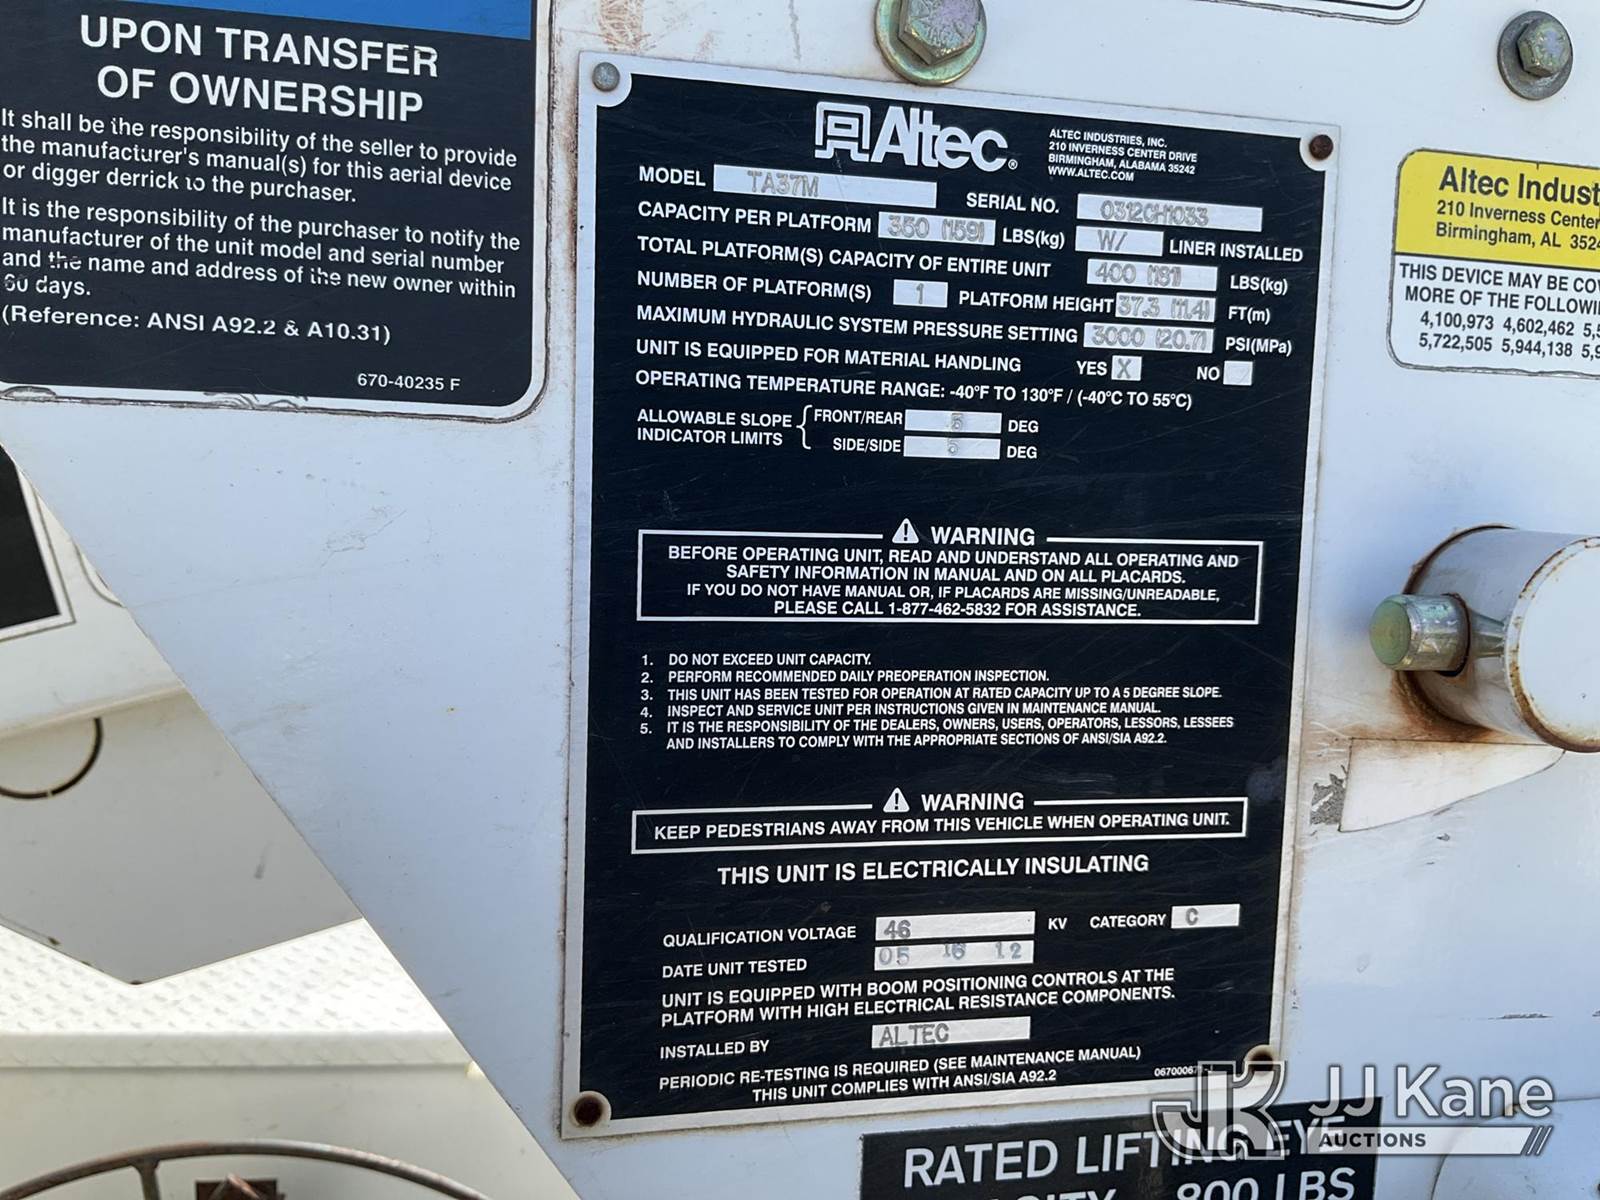 UPON TRANSFER
OF OWNERSHIP
It shall be the responsibility of the seller to provide
the manufacturer's manual(s) for this aerial device
or digger derrick to the purchaser.
It is the responsibility of the purchaser to notify the
manufacturer of the unit model and serial number
and the name and address of the new owner within
60 days.
(Reference: ANSI A92.2 & A10.31)
670-40235 F
Altec
ALTEC INDUSTRIES, INC.
210 INVERNESS CENTER DRIVE
BIRMINGHAM, ALABAMA 35242
WWW.ALTEC.COM
MODEL TA37M SERIAL NO. 0312CH1033
CAPACITY PER PLATFORM 350 (159) LBS(kg) W/ LINER INSTALLED
TOTAL PLATFORM(S) CAPACITY OF ENTIRE UNIT 400 (181) LBS(kg)
NUMBER OF PLATFORM(S) 1 PLATFORM HEIGHT 37.3 (11.4) FT(m)
MAXIMUM HYDRAULIC SYSTEM PRESSURE SETTING 3000 (20.7) PSI(MPa)
UNIT IS EQUIPPED FOR MATERIAL HANDLING YES X NO
OPERATING TEMPERATURE RANGE: -40°F TO 130°F / (-40°C TO 55°C)
ALLOWABLE SLOPE INDICATOR LIMITS
FRONT/REAR 5 DEG
SIDE/SIDE 5 DEG
WARNING
BEFORE OPERATING UNIT, READ AND UNDERSTAND ALL OPERATING AND
SAFETY INFORMATION IN MANUAL AND ON ALL PLACARDS.
IF YOU DO NOT HAVE MANUAL OR, IF PLACARDS ARE MISSING/UNREADABLE,
PLEASE CALL 1-877-462-5832 FOR ASSISTANCE.
1. DO NOT EXCEED UNIT CAPACITY.
2. PERFORM RECOMMENDED DAILY PREOPERATION INSPECTION.
3. THIS UNIT HAS BEEN TESTED FOR OPERATION AT RATED CAPACITY UP TO A 5 DEGREE SLOPE.
4. INSPECT AND SERVICE UNIT PER INSTRUCTIONS GIVEN IN MAINTENANCE MANUAL.
5. IT IS THE RESPONSIBILITY OF THE DEALERS, OWNERS, USERS, OPERATORS, LESSORS, LESSEES
AND INSTALLERS TO COMPLY WITH THE APPROPRIATE SECTIONS OF ANSI/SIA A92.2.
WARNING
KEEP PEDESTRIANS AWAY FROM THIS VEHICLE WHEN OPERATING UNIT.
THIS UNIT IS ELECTRICALLY INSULATING
QUALIFICATION VOLTAGE 46 KV CATEGORY C
DATE UNIT TESTED 05 16 12
UNIT IS EQUIPPED WITH BOOM POSITIONING CONTROLS AT THE
PLATFORM WITH HIGH ELECTRICAL RESISTANCE COMPONENTS.
INSTALLED BY ALTEC
PERIODIC RE-TESTING IS REQUIRED (SEE MAINTENANCE MANUAL)
THIS UNIT COMPLIES WITH ANSI/SIA A92.2
Altec Indust
210 Inverness Center
Birmingham, AL 3524
THIS DEVICE MAY BE CO
MORE OF THE FOLLOWI
4,100,973 4,602,462 5,5
5,722,505 5,944,138 5,9
RATED LIFTING EYE
800 LBS
JJ Kane
AUCTIONS